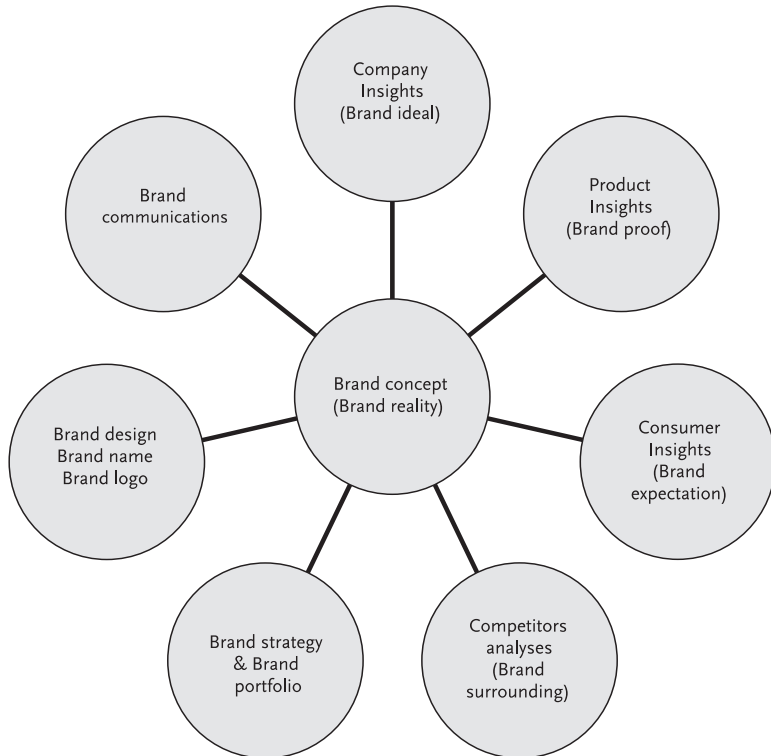 Company
Insights
(Brand ideal)
Product
Insights
(Brand proof)
Consumer
Insights
(Brand
expectation)
Competitors
analyses
(Brand
surrounding)
Brand strategy
& Brand
portfolio
Brand design
Brand name
Brand logo
Brand
communications
Brand concept
(Brand reality)